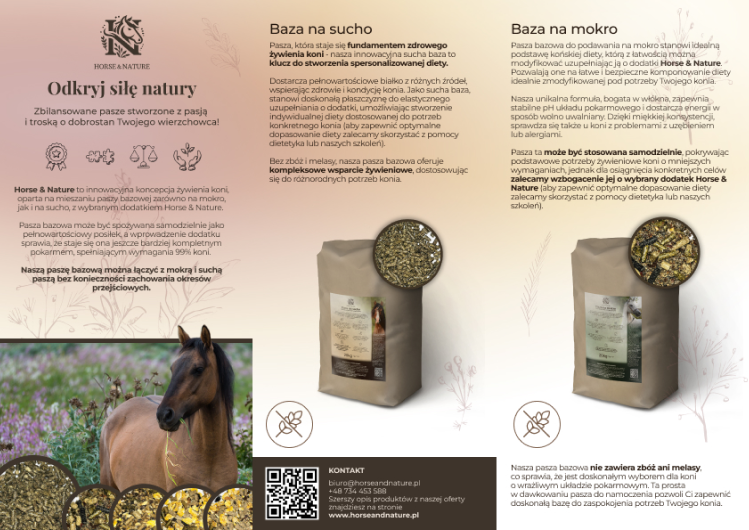 HORSE & NATURE
Odkryj siłę natury
Zbilansowane pasze stworzone z pasją
i troską o dobrostan Twojego wierzchowca!
Horse & Nature to innowacyjna koncepcja żywienia koni,
oparta na mieszaniu paszy bazowej zarówno na mokro,
jak i na sucho, z wybranym dodatkiem Horse & Nature.
Pasza bazowa może być spożywana samodzielnie jako
pełnowartościowy posiłek, a wprowadzenie dodatku
sprawia, że staje się ona jeszcze bardziej kompletnym
pokarmem, spełniającym wymagania 99% koni.
Naszą paszę bazową można łączyć z mokrą i suchą
paszą bez konieczności zachowania okresów
przejściowych.
Baza na sucho
Pasza, która staje się fundamentem zdrowego
żywienia koni - nasza innowacyjna sucha baza to
klucz do stworzenia spersonalizowanej diety.
Dostarcza pełnowartościowe białko z różnych źródeł,
wspierając zdrowie i kondycję konia. Jako sucha baza,
stanowi doskonałą płaszczyznę do elastycznego
uzupełniania o dodatki, umożliwiając stworzenie
indywidualnej diety dostosowanej do potrzeb
konkretnego konia (aby zapewnić optymalne
dopasowanie diety zalecamy skorzystać z pomocy
dietetyka lub naszych szkoleń).
Bez zbóż i melasy, nasza pasza bazowa oferuje
kompleksowe wsparcie żywieniowe, dostosowując
się do różnorodnych potrzeb konia.
KONTAKT
biuro@horseandnature.pl
+48 734 453 588
Szerszy opis produktów z naszej oferty
znajdziesz na stronie
www.horseandnature.pl
Baza na mokro
Pasza bazowa do podawania na mokro stanowi idealną
podstawę końskiej diety, którą z łatwością można
modyfikować uzupełniając ją o dodatki Horse & Nature.
Pozwalają one na łatwe i bezpieczne komponowanie diety
idealnie zmodyfikowanej pod potrzeby Twojego konia.
Nasza unikalna formuła, bogata w włókna, zapewnia
stabilne pH układu pokarmowego i dostarcza energii w
sposób wolno uwalniany. Dzięki miękkiej konsystencji,
sprawdza się także u koni z problemami z uzębieniem
lub alergiami.
Pasza ta może być stosowana samodzielnie, pokrywając
podstawowe potrzeby żywieniowe koni o mniejszych
wymaganiach, jednak dla osiągnięcia konkretnych celów
zalecamy wzbogacenie jej o wybrany dodatek Horse &
Nature (aby zapewnić optymalne dopasowanie diety
zalecamy skorzystać z pomocy dietetyka lub naszych
szkoleń).
Nasza pasza bazowa nie zawiera zbóż ani melasy,
co sprawia, że jest doskonałym wyborem dla koni
o wrażliwym układzie pokarmowym. Ta prosta
w dawkowaniu pasza do namoczenia pozwoli Ci zapewnić
doskonałą bazę do zaspokojenia potrzeb Twojego konia.